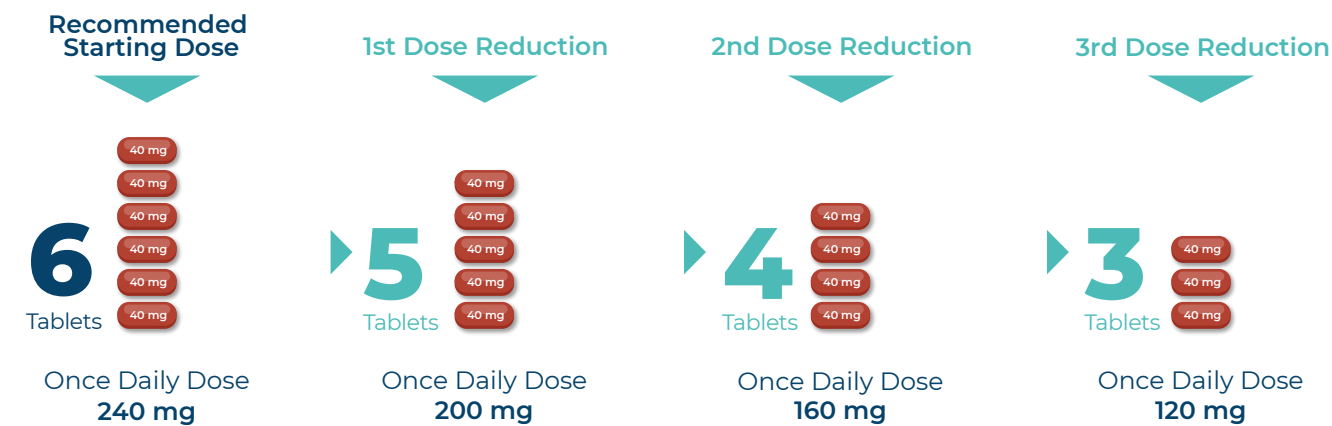 Recommended
Starting Dose
1st Dose Reduction
2nd Dose Reduction
3rd Dose Reduction
40 mg
40 mg
40 mg
40 mg
40 mg
40 mg
6
Tablets
40 mg
40 mg
40 mg
40 mg
40 mg
5
Tablets
40 mg
40 mg
40 mg
40 mg
4
Tablets
40 mg
40 mg
40 mg
3
Tablets
Once Daily Dose
240 mg
Once Daily Dose
200 mg
Once Daily Dose
160 mg
Once Daily Dose
120 mg